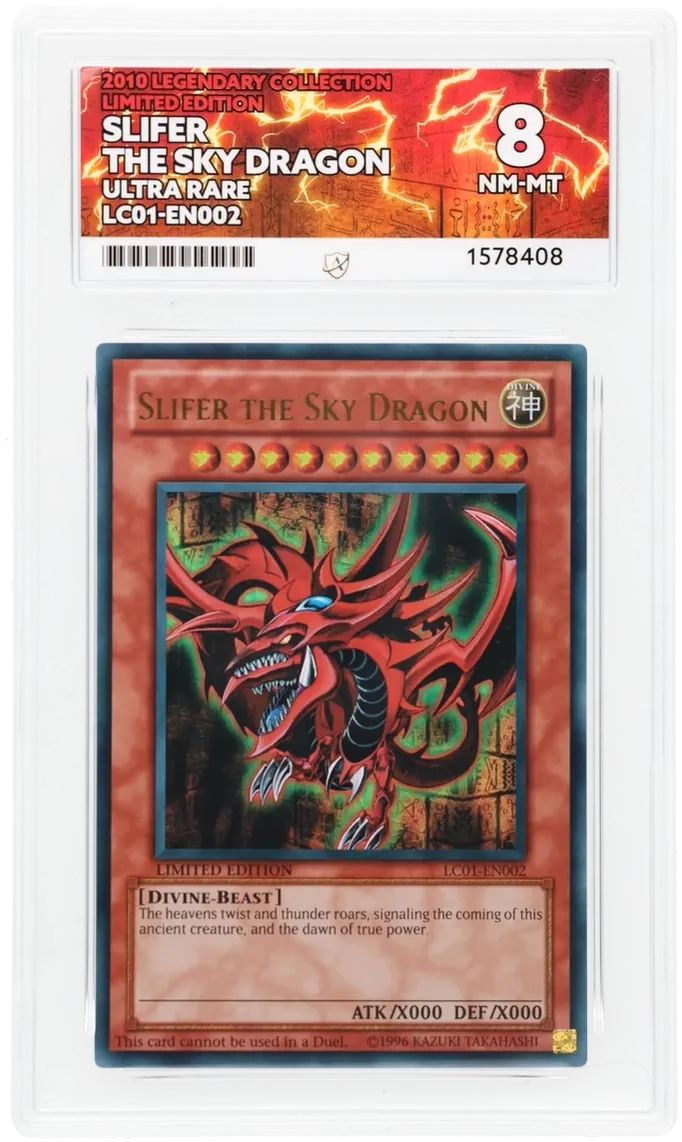 2010 LEGENDARY COLLECTION
LIMITED EDITION
SLIFER
THE SKY DRAGON
ULTRA RARE
LC01-EN002
8
NM-MT
1578408
SLIFER THE SKY DRAGON
DIVINE
神
LIMITED EDITION
LC01-EN002
[DIVINE-BEAST]
The heavens twist and thunder roars, signaling the coming of this
ancient creature, and the dawn of true power.
ATK/X000 DEF/X000
This card cannot be used in a Duel.
©1996 KAZUKI TAKAHASHI